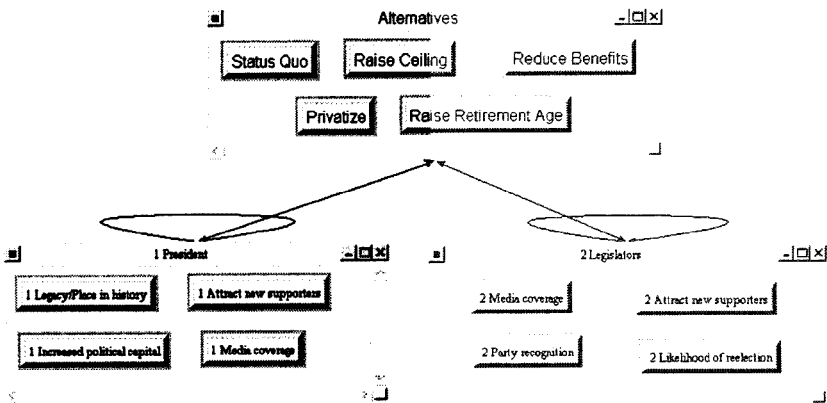 Alternatives
Status Quo
Raise Ceiling
Reduce Benefits
Privatize
Raise Retirement Age
1 President
2 Legislators
1 Legacy/Place in history
1 Attract new supporters
2 Media coverage
2 Attract new supporters
1 Increased political capital
1 Media coverage
2 Party recognition
2 Likelihood of reelection